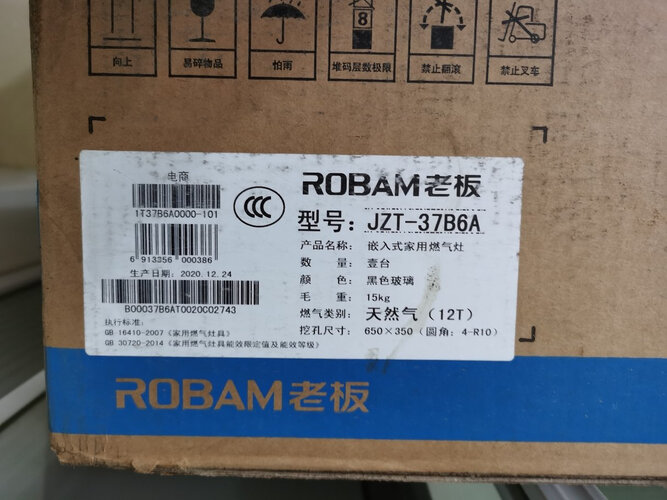 向上
易碎物品
怕雨
8
堆码层数极限
禁止翻滚
禁止叉车
电商
1T37B6A0000-101
6 913356 000386
生产日期：2020.12.24
B00037B6AT0020C02743
执行标准：
GB 16410-2007《家用燃气灶具》
GB 30720-2014《家用燃气灶具能效限定值及能效等级》
CCC
ROBAM老板
型号：JZT-37B6A
产品名称：嵌入式家用燃气灶
数量：壹台
颜色：黑色玻璃
毛重：15kg
燃气类别：天然气（12T）
挖孔尺寸：650×350（圆角：4-R10）
ROBAM老板